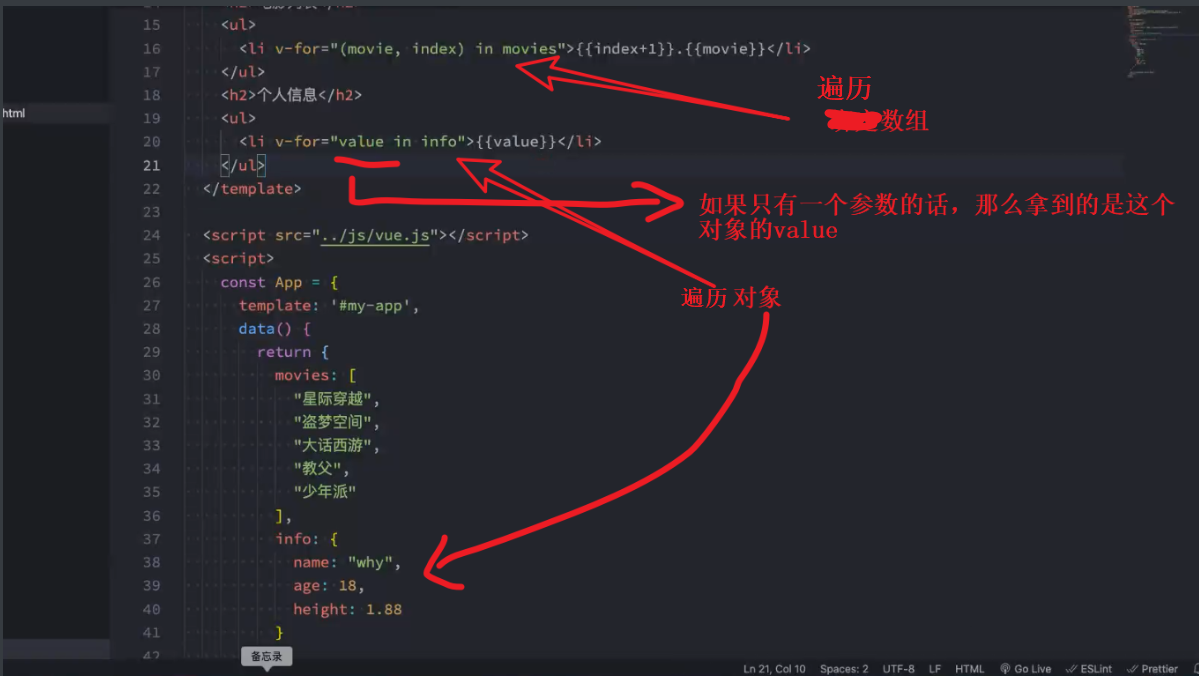 15 <ul>
16 <li v-for="(movie, index) in movies">{{index+1}}.{{movie}}</li>
17 </ul>
18 <h2>个人信息</h2>
19 <ul>
20 <li v-for="value in info">{{value}}</li>
21 </ul>
22 </template>
23
24 <script src="../js/vue.js"></script>
25 <script>
26 const App = {
27 template: '#my-app',
28 data() {
29 return {
30 movies: [
31 "星际穿越",
32 "盗梦空间",
33 "大话西游",
34 "教父",
35 "少年派"
36 ],
37 info: {
38 name: "why",
39 age: 18,
40 height: 1.88
41 }
42
html
遍历
数组
如果只有一个参数的话，那么拿到的是这个
对象的value
遍历对象
备忘录
Ln 21, Col 10 Spaces: 2 UTF-8 LF HTML Go Live ESLint Prettier